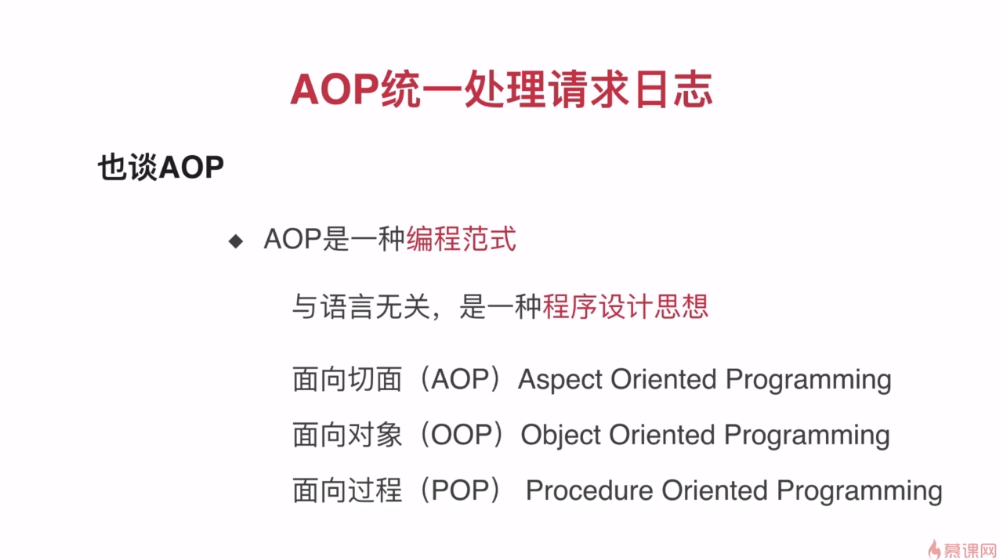 AOP统一处理请求日志
也谈AOP
◆ AOP是一种编程范式
与语言无关，是一种程序设计思想
面向切面（AOP）Aspect Oriented Programming
面向对象（OOP）Object Oriented Programming
面向过程（POP） Procedure Oriented Programming
慕课网